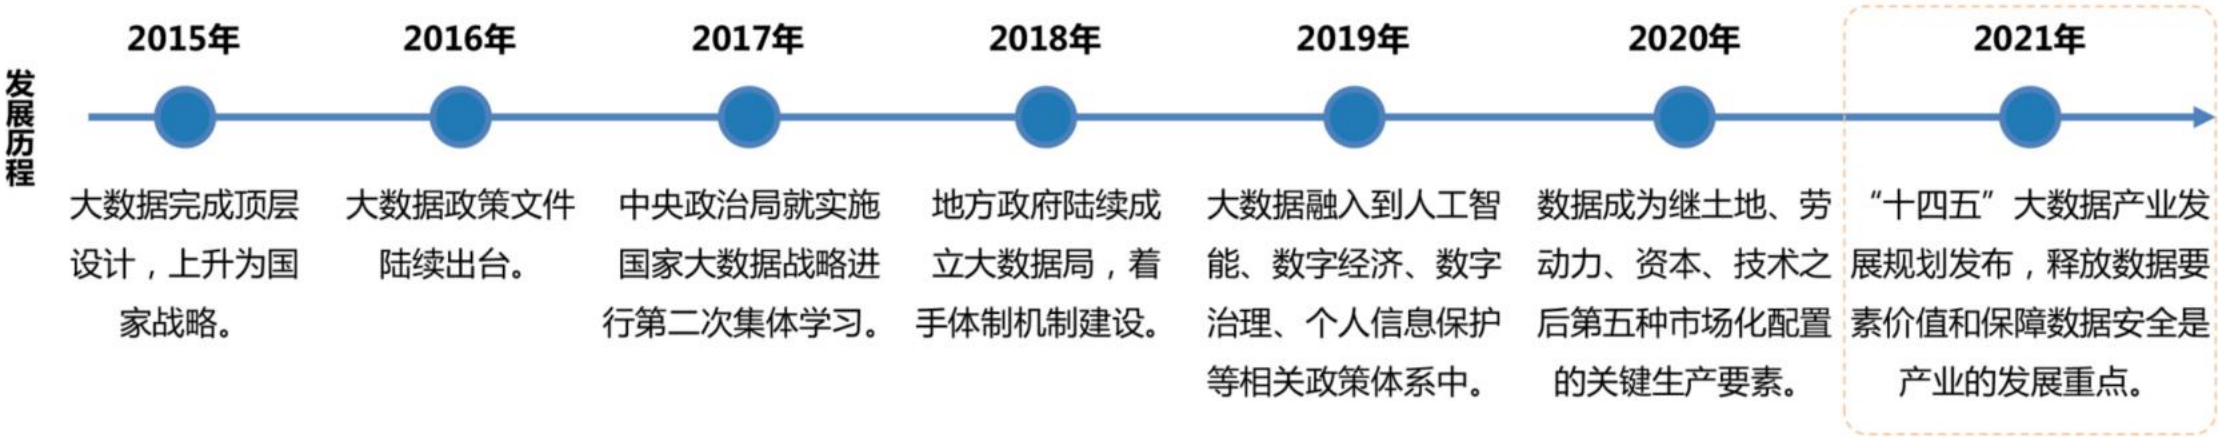 发展历程
2015年
大数据完成顶层
设计，上升为国
家战略。
2016年
大数据政策文件
陆续出台。
2017年
中央政治局就实施
国家大数据战略进
行第二次集体学习。
2018年
地方政府陆续成
立大数据局，着
手体制机制建设。
2019年
大数据融入到人工智
能、数字经济、数字
治理、个人信息保护
等相关政策体系中。
2020年
数据成为继土地、劳
动力、资本、技术之
后第五种市场化配置
的关键生产要素。
2021年
“十四五”大数据产业发
展规划发布，释放数据要
素价值和保障数据安全是
产业的发展重点。